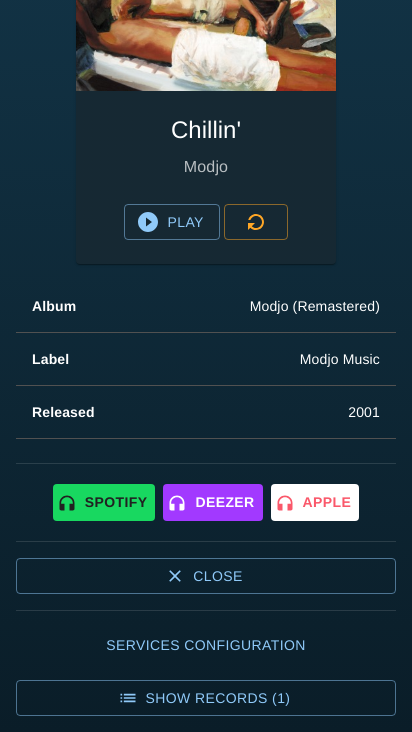 Chillin'
Modjo
PLAY
Album Modjo (Remastered)
Label Modjo Music
Released 2001
SPOTIFY DEEZER APPLE
CLOSE
SERVICES CONFIGURATION
SHOW RECORDS (1)